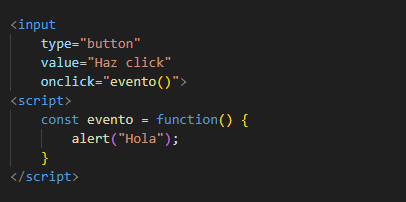 <input
type="button"
value="Haz click"
onclick="evento()">
<script>
const evento = function() {
alert("Hola");
}
</script>